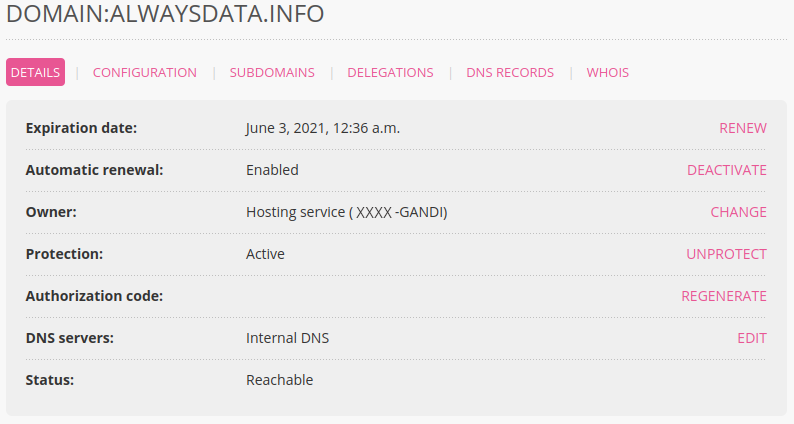 DOMAIN:ALWAYSDATA.INFO
DETAILS | CONFIGURATION | SUBDOMAINS | DELEGATIONS | DNS RECORDS | WHOIS
Expiration date: June 3, 2021, 12:36 a.m. RENEW
Automatic renewal: Enabled DEACTIVATE
Owner: Hosting service ( XXXX -GANDI) CHANGE
Protection: Active UNPROTECT
Authorization code: REGENERATE
DNS servers: Internal DNS EDIT
Status: Reachable